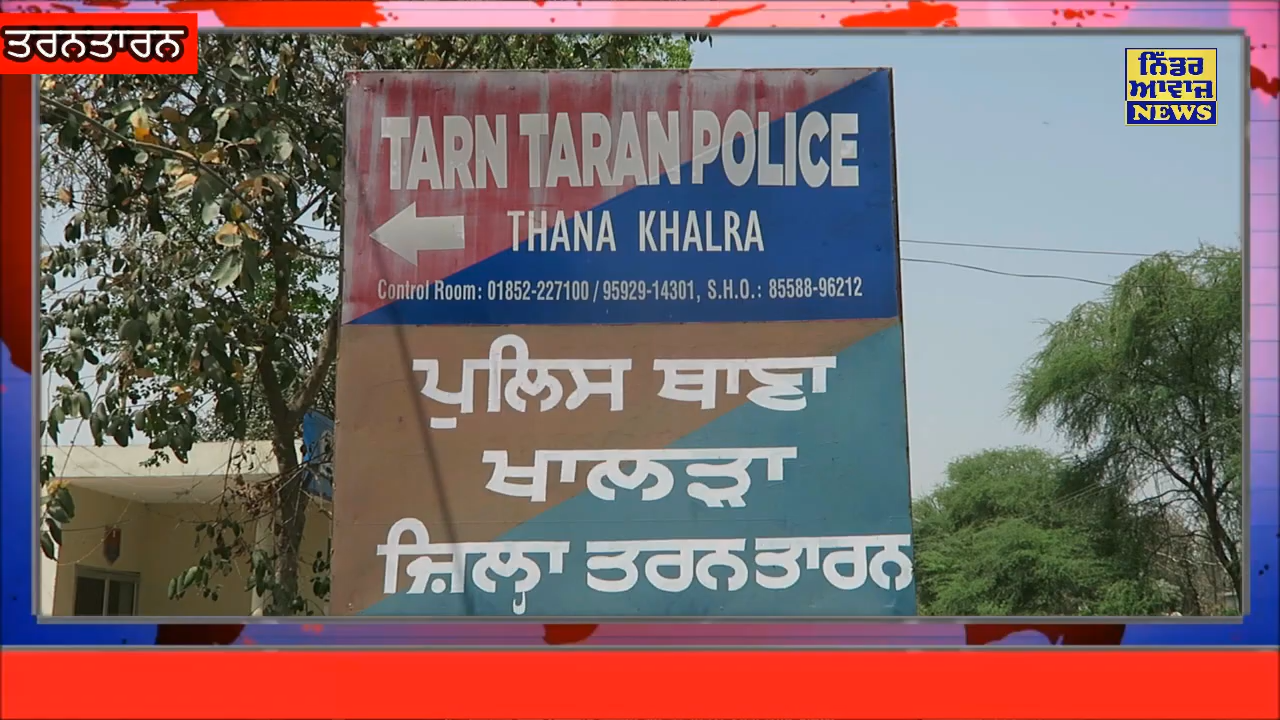 ਤਰਨਤਾਰਨ
ਨਿੱਡਰ
ਆਵਾਜ਼
NEWS
TARN TARAN POLICE
THANA KHALRA
Control Room: 01852-227100 / 95929-14301, S.H.O.: 85588-96212
ਪੁਲਿਸ ਥਾਣਾ
ਖਾਲੜਾ
ਜ਼ਿਲ੍ਹਾ ਤਰਨਤਾਰਨ